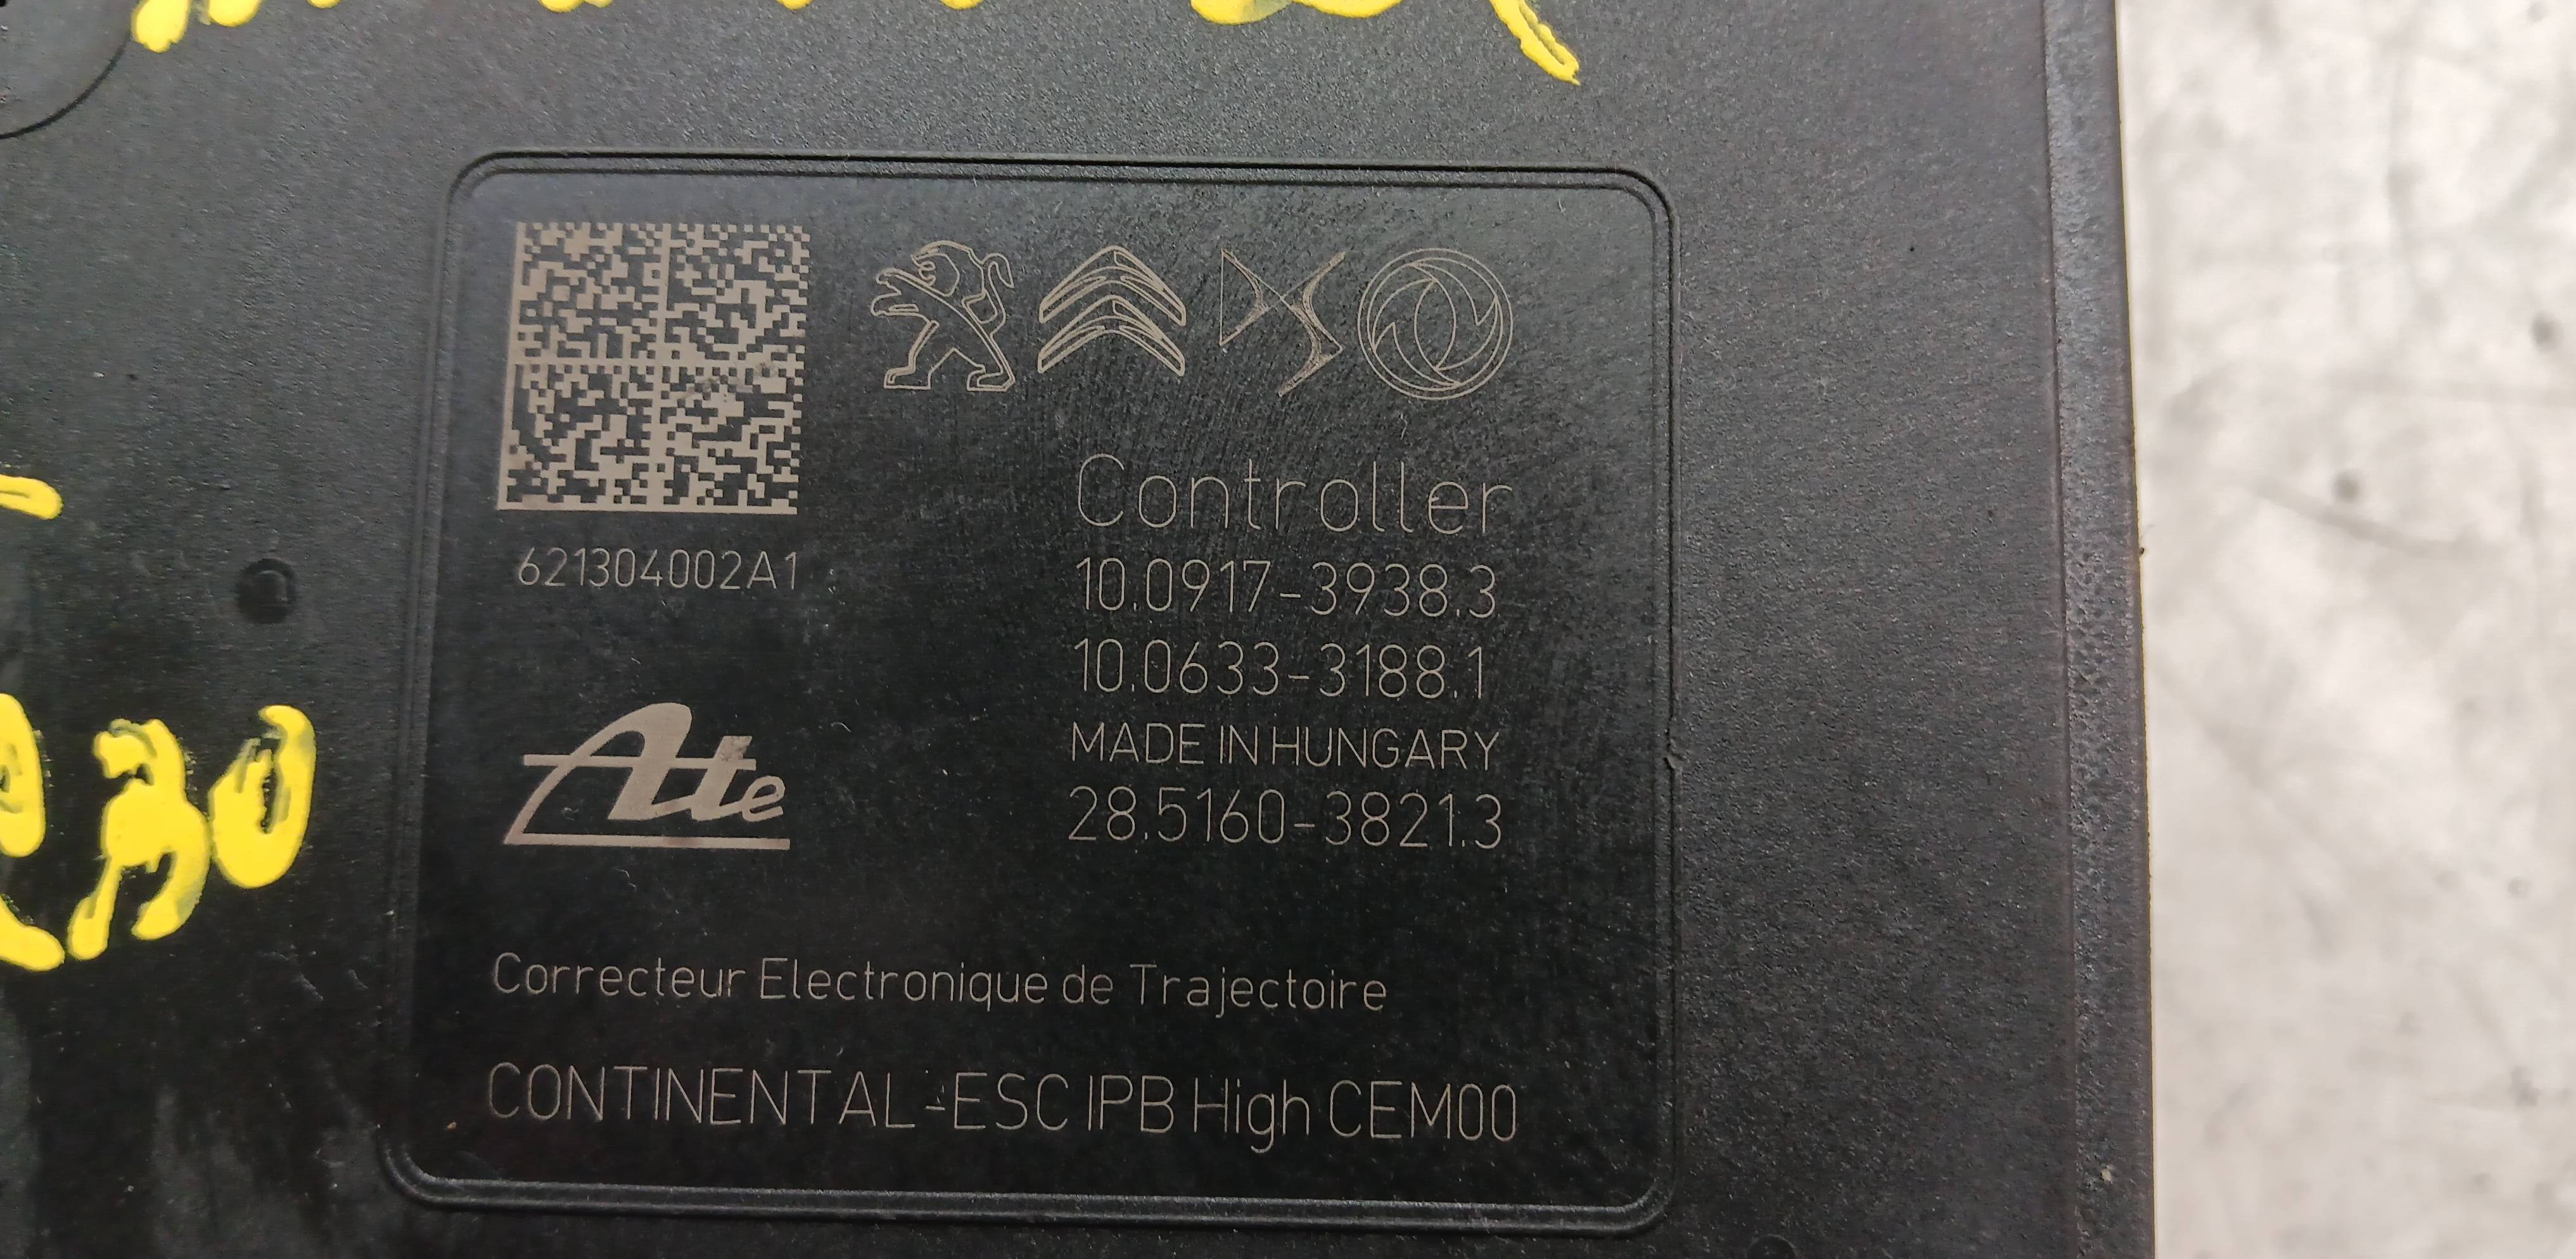 621304002A1
Controller
10.0917-3938.3
10.0633-3188.1
MADE IN HUNGARY
28.5160-3821.3
Ate
Correcteur Electronique de Trajectoire
CONTINENTAL-ESC IPB High CEM00